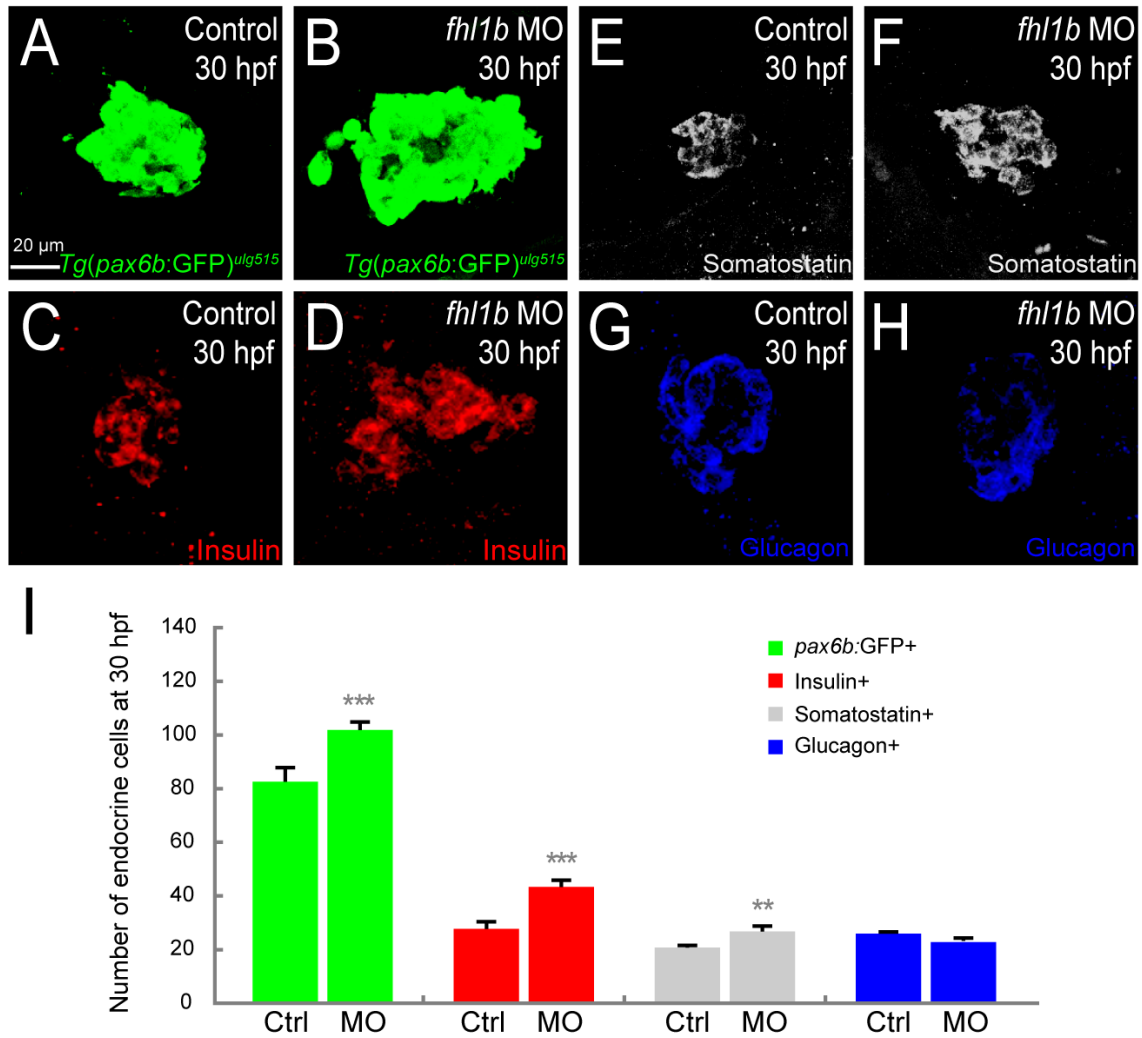 A Control
30 hpf
20 µm
Tg(pax6b:GFP)ulg515
B fhl1b MO
30 hpf
Tg(pax6b:GFP)ulg515
E Control
30 hpf
Somatostatin
F fhl1b MO
30 hpf
Somatostatin
C Control
30 hpf
Insulin
D fhl1b MO
30 hpf
Insulin
G Control
30 hpf
Glucagon
H fhl1b MO
30 hpf
Glucagon
I
Number of endocrine cells at 30 hpf
140
120
100
80
60
40
20
0
***
***
**
pax6b:GFP+
Insulin+
Somatostatin+
Glucagon+
Ctrl MO Ctrl MO Ctrl MO Ctrl MO